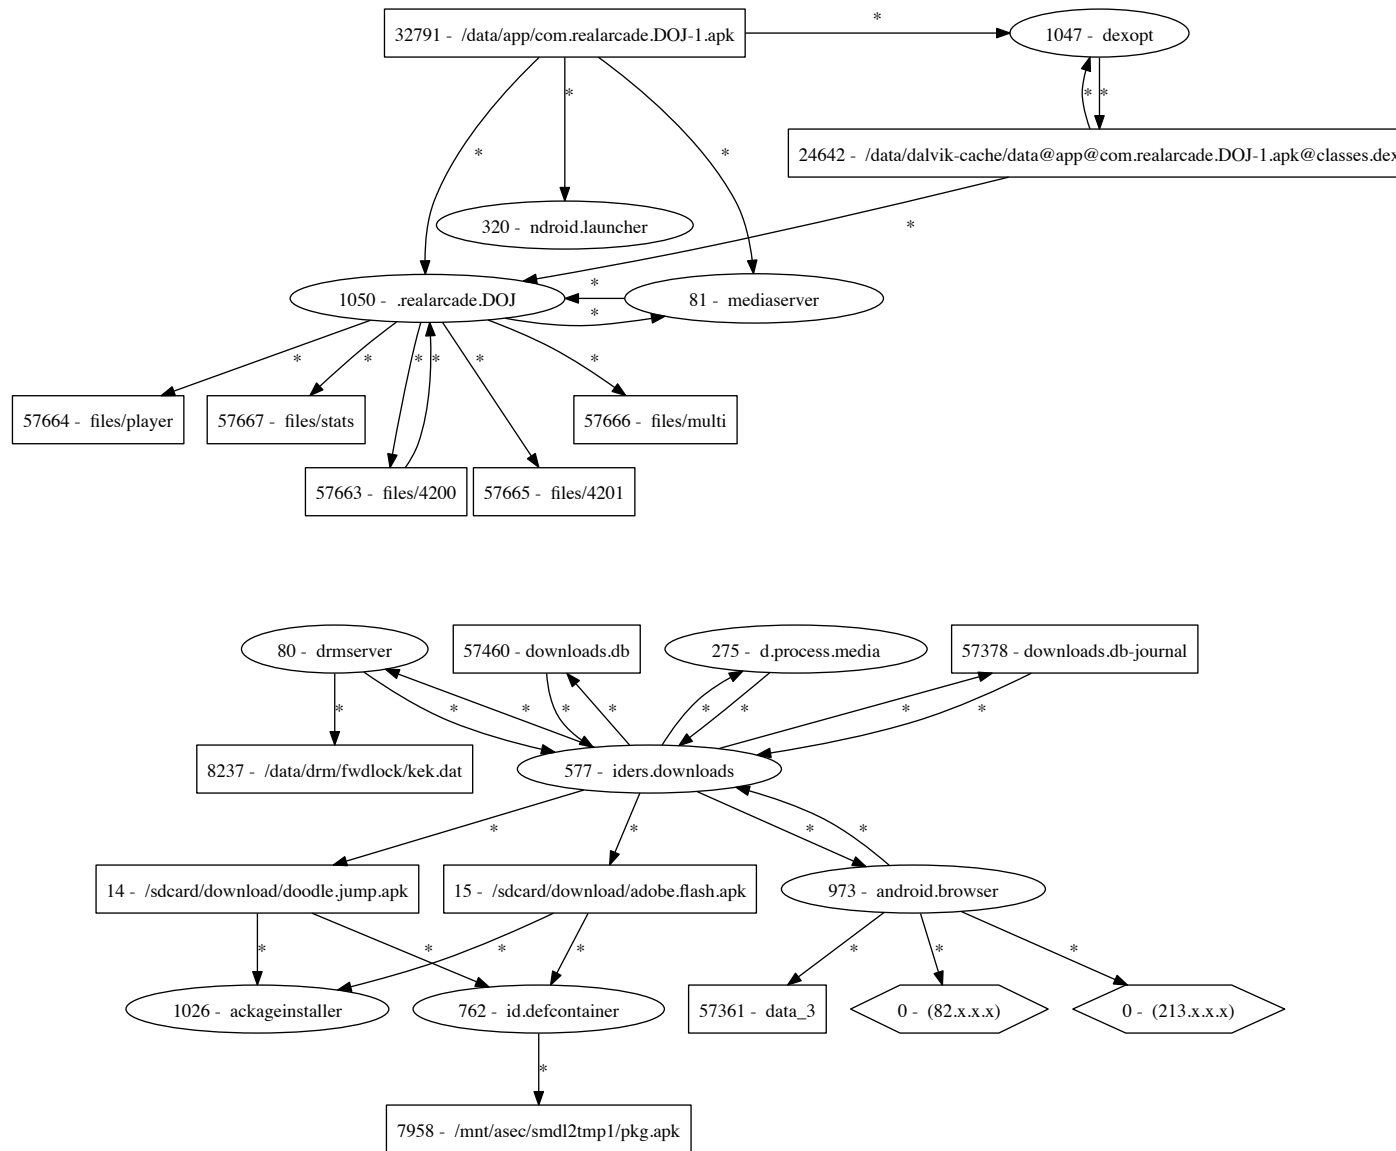 *
32791 - /data/app/com.realarcade.DOJ-1.apk
1047 - dexopt
*
* *
24642 - /data/dalvik-cache/data@app@com.realarcade.DOJ-1.apk@classes.dex
*
*
320 - ndroid.launcher
*
*
1050 - .realarcade.DOJ
81 - mediaserver
*
* * * * * *
57664 - files/player
57667 - files/stats
57666 - files/multi
57663 - files/4200
57665 - files/4201
80 - drmserver
57460 - downloads.db
275 - d.process.media
57378 - downloads.db-journal
* * * * * * * * *
8237 - /data/drm/fwdlock/kek.dat
577 - iders.downloads
* * * *
14 - /sdcard/download/doodle.jump.apk
15 - /sdcard/download/adobe.flash.apk
973 - android.browser
* * * * * * *
1026 - ackageinstaller
762 - id.defcontainer
57361 - data_3
0 - (82.x.x.x)
0 - (213.x.x.x)
*
7958 - /mnt/asec/smdl2tmp1/pkg.apk